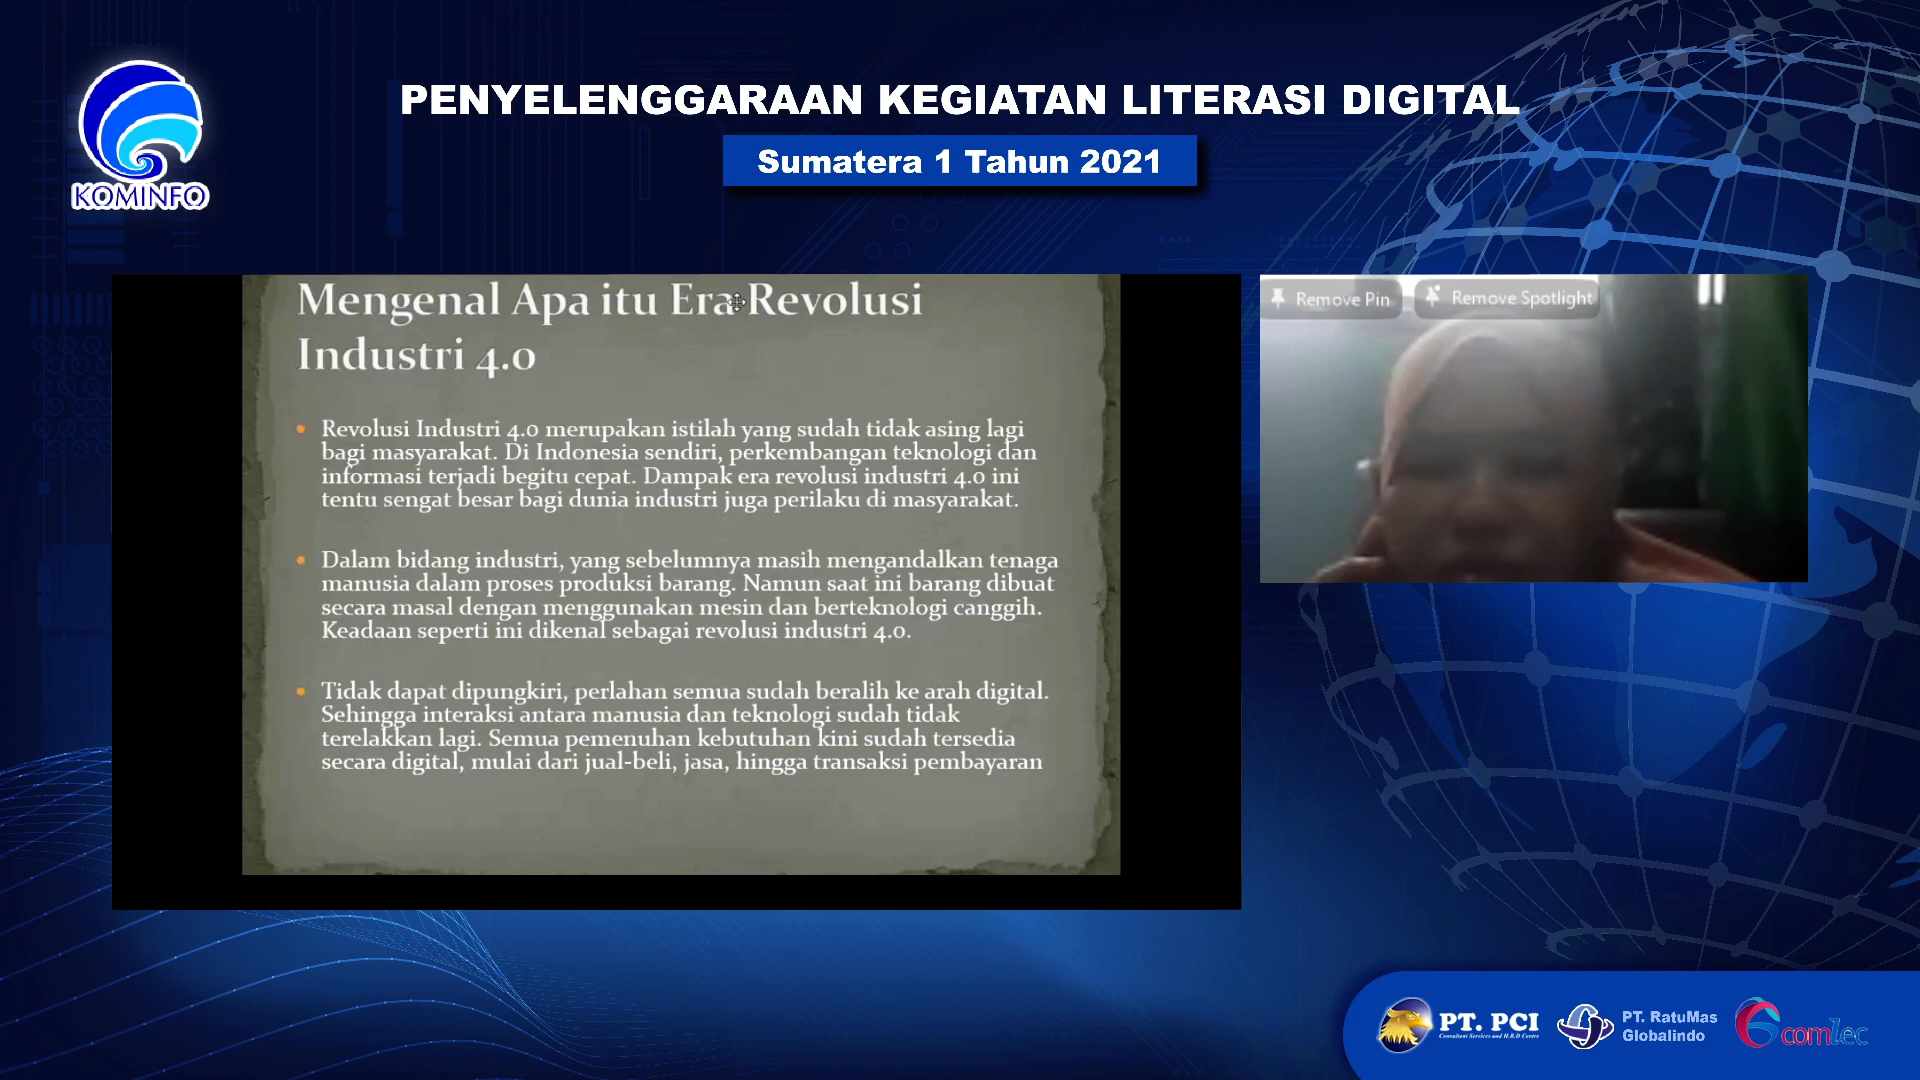 PENYELENGGARAAN KEGIATAN LITERASI DIGITAL
Sumatera 1 Tahun 2021
KOMINFO
Mengenal Apa itu Era Revolusi
Industri 4.0
• Revolusi Industri 4.0 merupakan istilah yang sudah tidak asing lagi
bagi masyarakat. Di Indonesia sendiri, perkembangan teknologi dan
informasi terjadi begitu cepat. Dampak era revolusi industri 4.0 ini
tentu sengat besar bagi dunia industri juga perilaku di masyarakat.
• Dalam bidang industri, yang sebelumnya masih mengandalkan tenaga
manusia dalam proses produksi barang. Namun saat ini barang dibuat
secara masal dengan menggunakan mesin dan berteknologi canggih.
Keadaan seperti ini dikenal sebagai revolusi industri 4.0.
• Tidak dapat dipungkiri, perlahan semua sudah beralih ke arah digital.
Sehingga interaksi antara manusia dan teknologi sudah tidak
terelakkan lagi. Semua pemenuhan kebutuhan kini sudah tersedia
secara digital, mulai dari jual-beli, jasa, hingga transaksi pembayaran
Remove Pin
Remove Spotlight
PT. PCI
Consultant Services and H.R.D Centre
PT. RatuMas
Globalindo
comtec